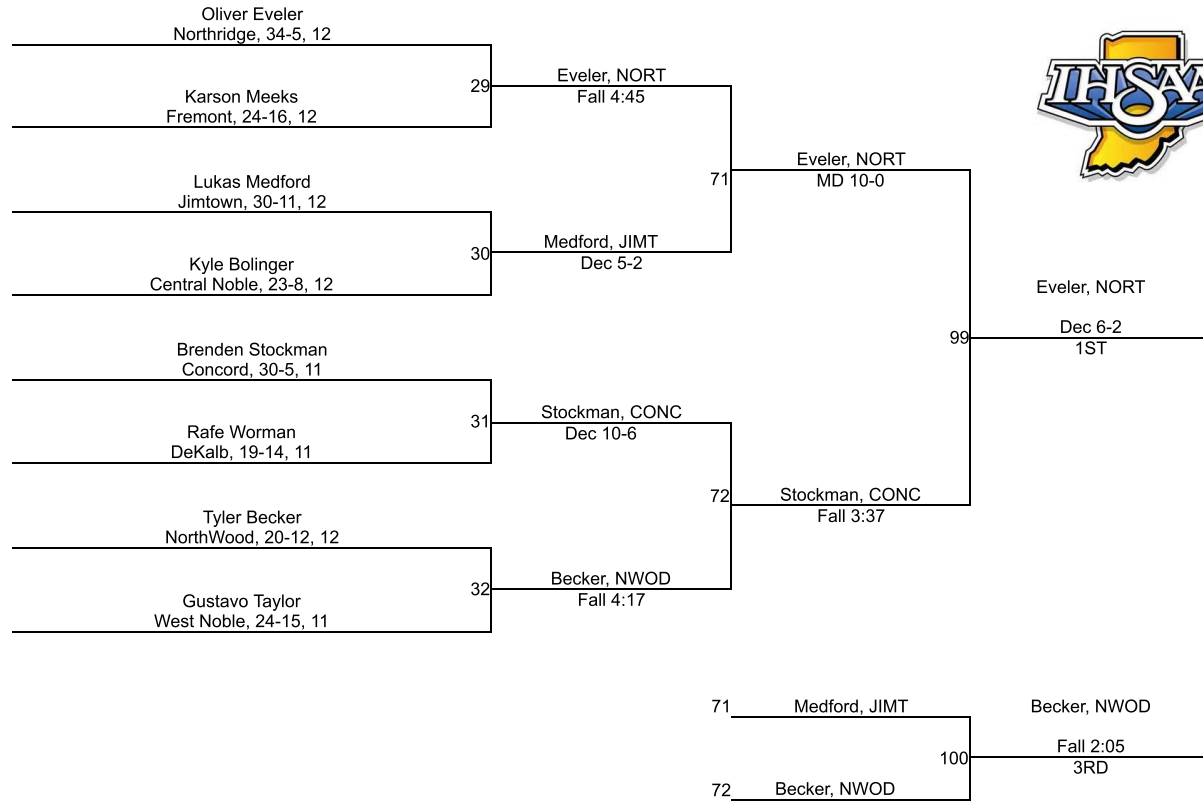 Oliver Eveler
Northridge, 34-5, 12
29
Eveler, NORT
Fall 4:45
Karson Meeks
Fremont, 24-16, 12
71
Eveler, NORT
MD 10-0
Lukas Medford
Jimtown, 30-11, 12
30
Medford, JIMT
Dec 5-2
Kyle Bolinger
Central Noble, 23-8, 12
99
Eveler, NORT
Dec 6-2
1ST
Brenden Stockman
Concord, 30-5, 11
31
Stockman, CONC
Dec 10-6
Rafe Worman
DeKalb, 19-14, 11
72
Stockman, CONC
Fall 3:37
Tyler Becker
NorthWood, 20-12, 12
32
Becker, NWOD
Fall 4:17
Gustavo Taylor
West Noble, 24-15, 11
71
Medford, JIMT
100
Becker, NWOD
Fall 2:05
3RD
72
Becker, NWOD
IHSAA